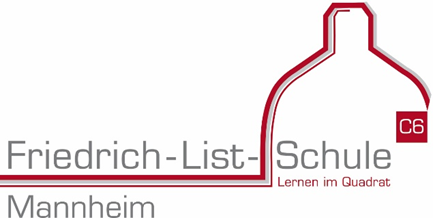 C6
Friedrich-List-Schule
Lernen im Quadrat
Mannheim